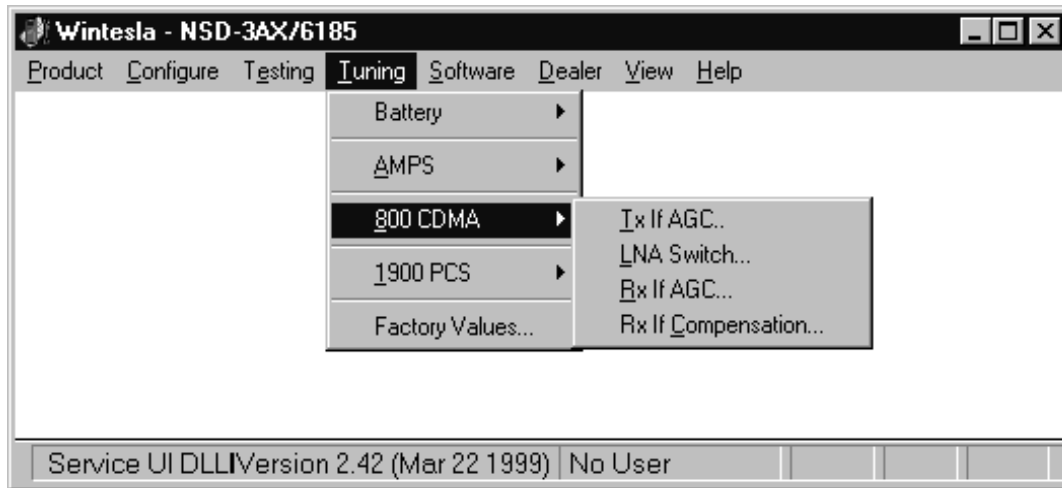 Wintesla - NSD-3AX/6185
Product Configure Testing Tuning Software Dealer View Help
Battery
AMPS
800 CDMA
Tx If AGC..
LNA Switch...
1900 PCS
Rx If AGC...
Rx If Compensation...
Factory Values...
Service UI DLLIVersion 2.42 (Mar 22 1999) No User